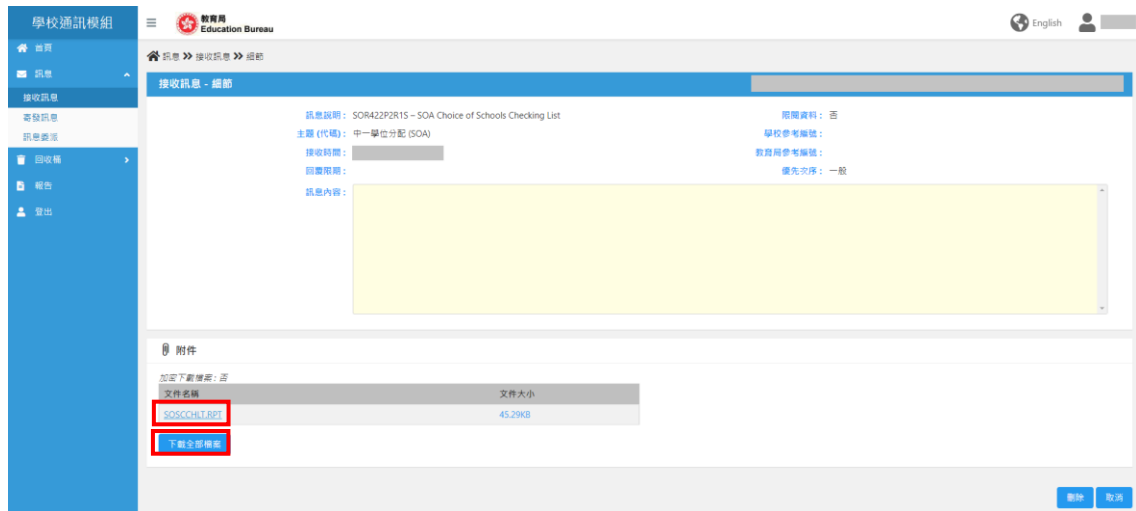 學校通訊模組
教育局
Education Bureau
English
首頁
訊息
接收訊息
寄發訊息
訊息委派
回收桶
報告
登出
訊息 >> 接收訊息 >> 細節
接收訊息 - 細節
訊息說明： SOR422P2R1S – SOA Choice of Schools Checking List
限閱資料： 否
主題 (代碼)： 中一學位分配 (SOA)
學校參考編號：
接收時間：
教育局參考編號：
回覆限期：
優先次序： 一般
訊息內容：
附件
加密下載檔案: 否
文件名稱
文件大小
SOSCCHLT.RPT
45.29KB
下載全部檔案
刪除
取消